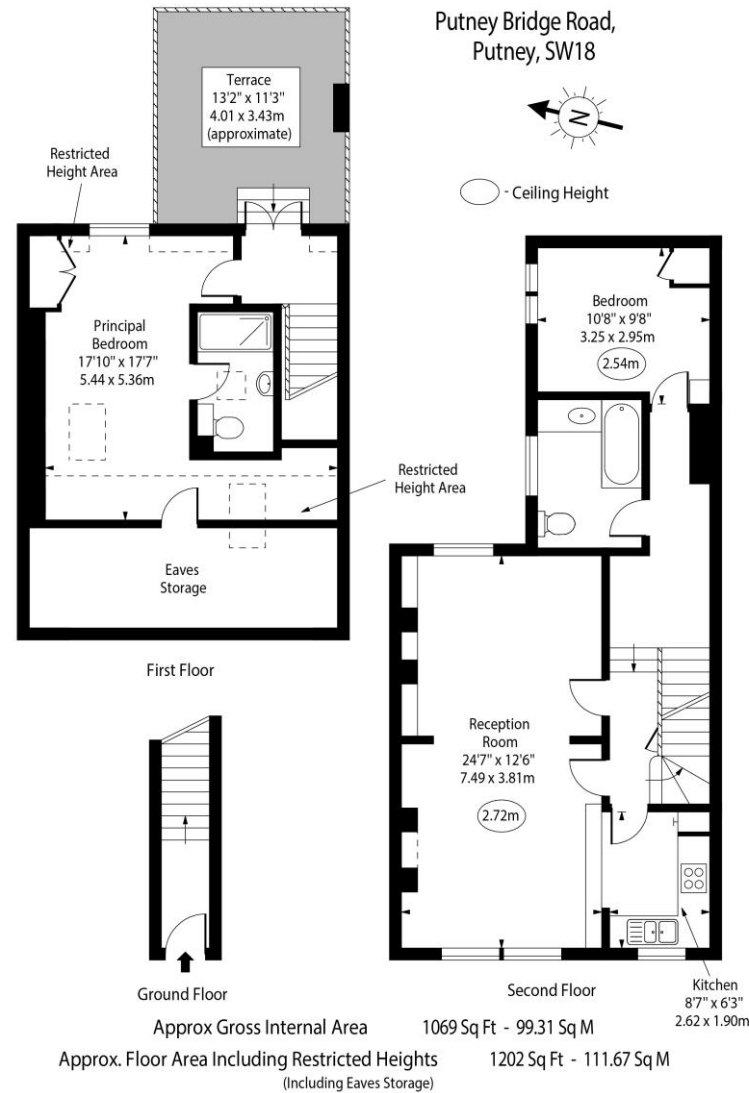 Putney Bridge Road,
Putney, SW18
N
- Ceiling Height
Terrace
13'2" x 11'3"
4.01 x 3.43m
(approximate)
Restricted
Height Area
Principal
Bedroom
17'10" x 17'7"
5.44 x 5.36m
Restricted
Height Area
Eaves
Storage
First Floor
Bedroom
10'8" x 9'8"
3.25 x 2.95m
2.54m
Reception
Room
24'7" x 12'6"
7.49 x 3.81m
2.72m
Kitchen
8'7" x 6'3"
2.62 x 1.90m
Ground Floor
Second Floor
Approx Gross Internal Area 1069 Sq Ft - 99.31 Sq M
Approx. Floor Area Including Restricted Heights 1202 Sq Ft - 111.67 Sq M
(Including Eaves Storage)